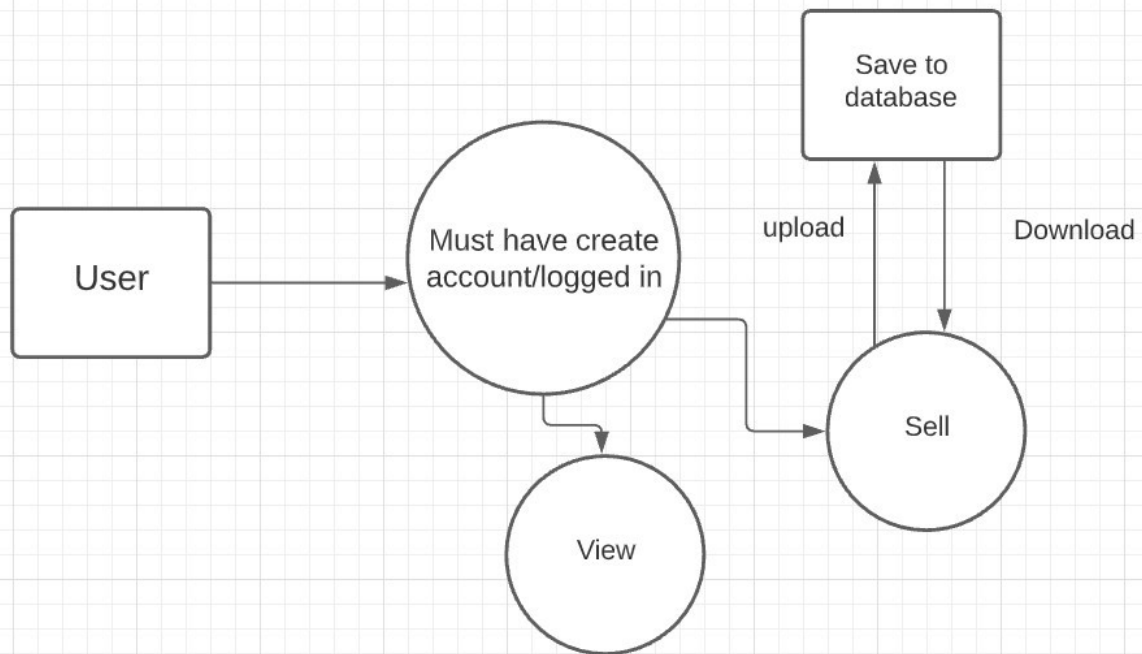 User
Must have create
account/logged in
Save to
database
upload
Download
Sell
View